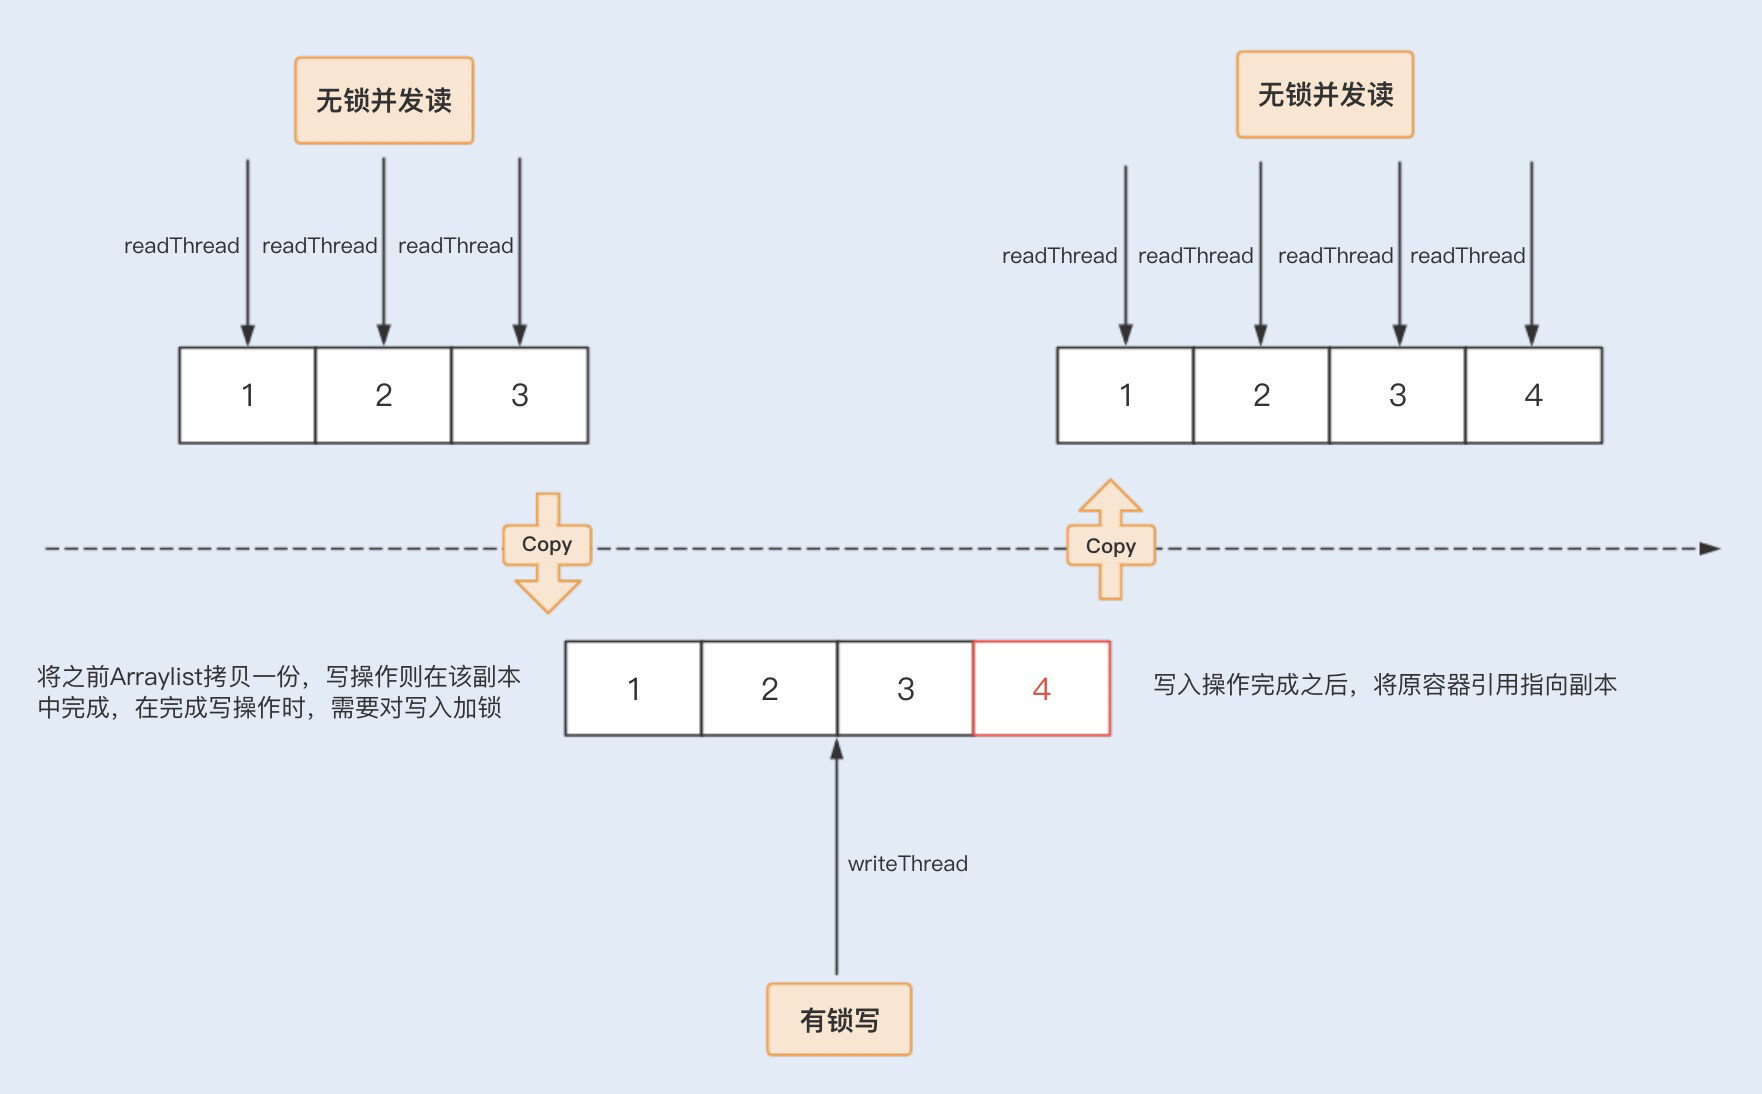 无锁并发读
无锁并发读
readThread readThread readThread
readThread readThread readThread readThread
1 2 3
1 2 3 4
Copy
Copy
将之前Arraylist拷贝一份，写操作则在该副本
中完成，在完成写操作时，需要对写入加锁
1 2 3 4
写入操作完成之后，将原容器引用指向副本
writeThread
有锁写